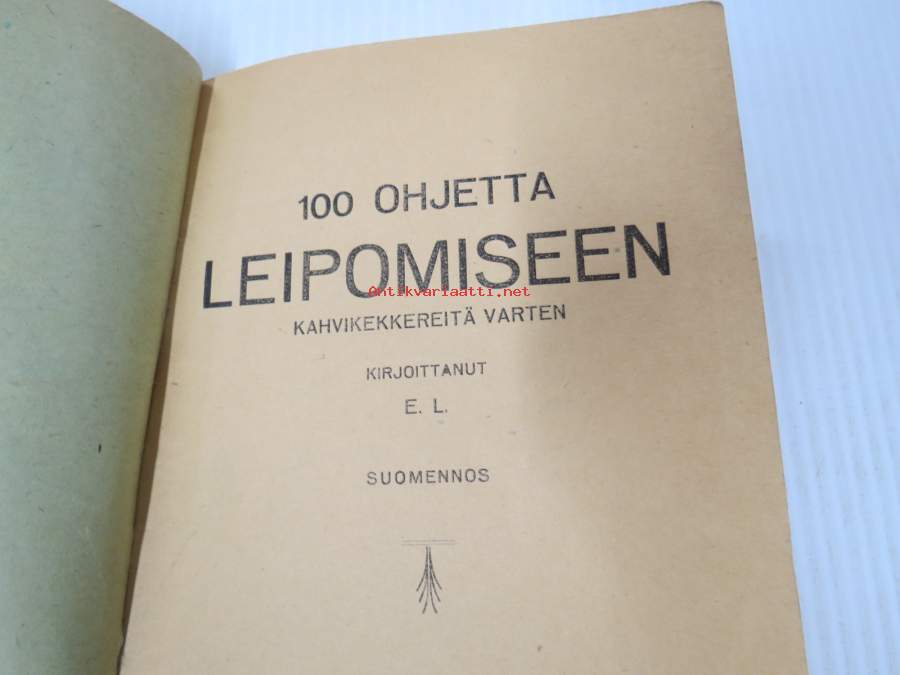 100 OHJETTA
LEIPOMISEEN
Antikvariaatti.net
KAHVIKEKKEREITÄ VARTEN
KIRJOITTANUT
E. L.
SUOMENNOS